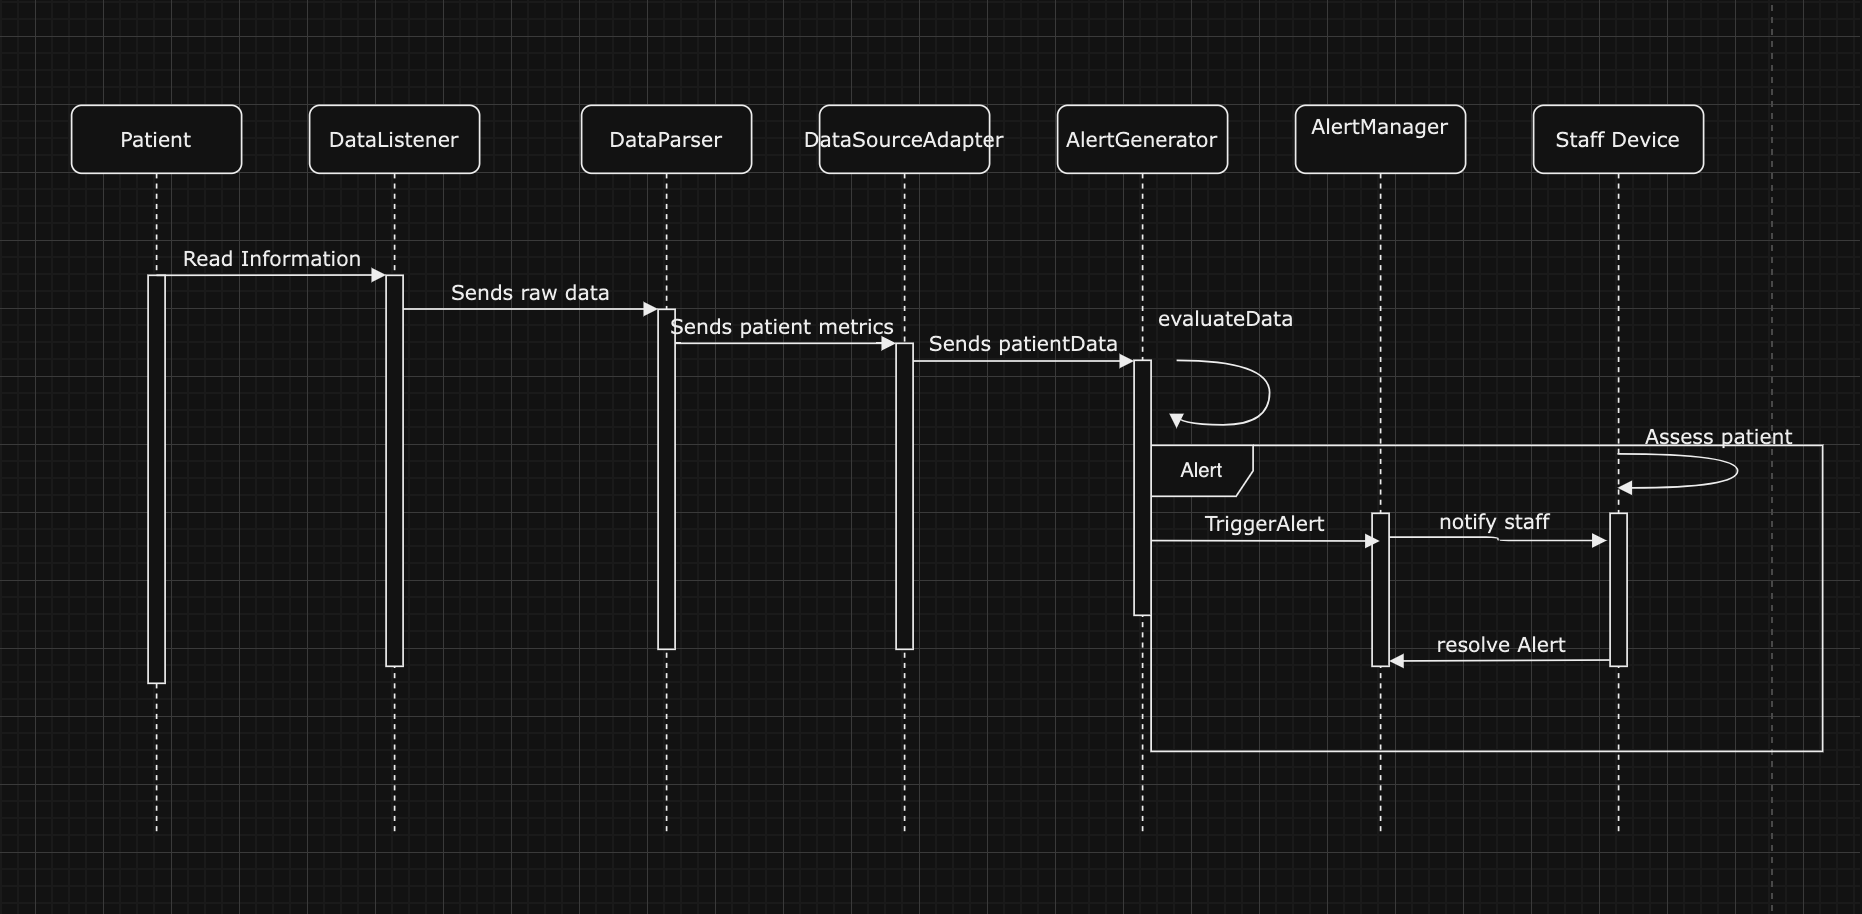 Patient
DataListener
DataParser
DataSourceAdapter
AlertGenerator
AlertManager
Staff Device
Read Information
Sends raw data
Sends patient metrics
Sends patientData
evaluateData
Assess patient
Alert
TriggerAlert
notify staff
resolve Alert